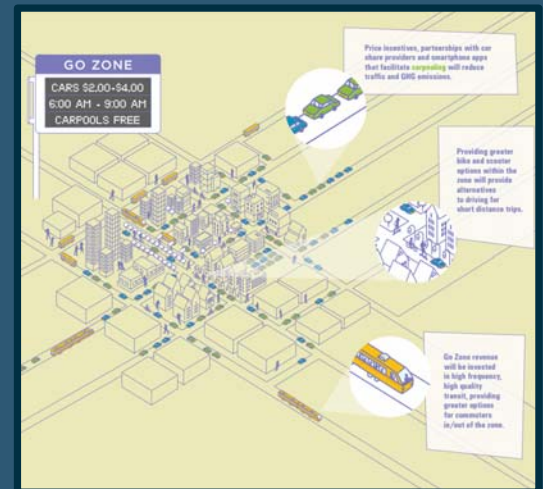 GO ZONE
CARS $2.00-$4.00
6:00 AM - 9:00 AM
CARPOOLS FREE
Price incentives, partnerships with car
share providers and smartphone apps
that facilitate carpooling will reduce
traffic and GHG emissions.
Providing greater
bike and scooter
options within the
zone will provide
alternatives
to driving for
short distance trips.
Go Zone revenue
will be invested
in high frequency,
high quality
transit, providing
greater options
for commuters
in/out of the zone.